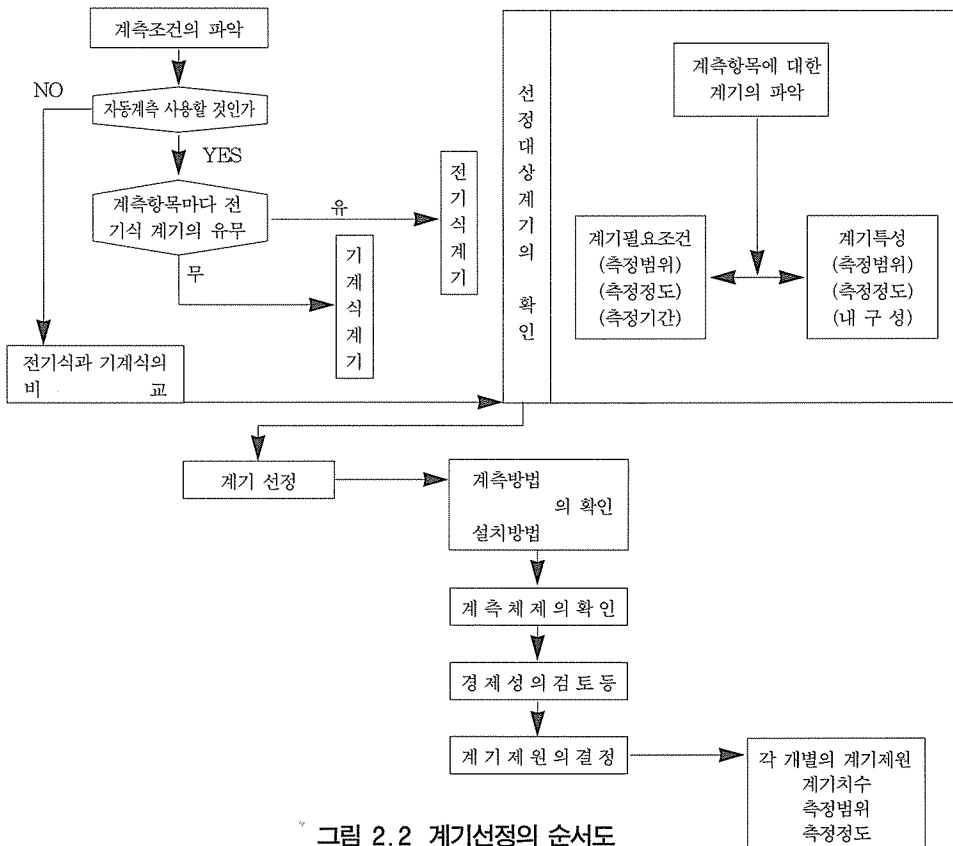 계측조건의 파악
NO
자동계측 사용할 것인가
YES
계측항목마다 전
기식 계기의 유무
유
무
전기식계기
기계식계기
전기식과 기계식의
비 교
선정대상계기의 확인
계측항목에 대한
계기의 파악
계기필요조건
(측정범위)
(측정정도)
(측정기간)
계기특성
(측정범위)
(측정정도)
(내 구 성)
계기 선정
계측방법
의 확인
설치방법
계 측 체 제 의 확 인
경 제 성 의 검 토 등
계 기 제 원 의 결 정
각 개별의 계기제원
계기치수
측정범위
측정정도
그림 2.2 계기선정의 순서도